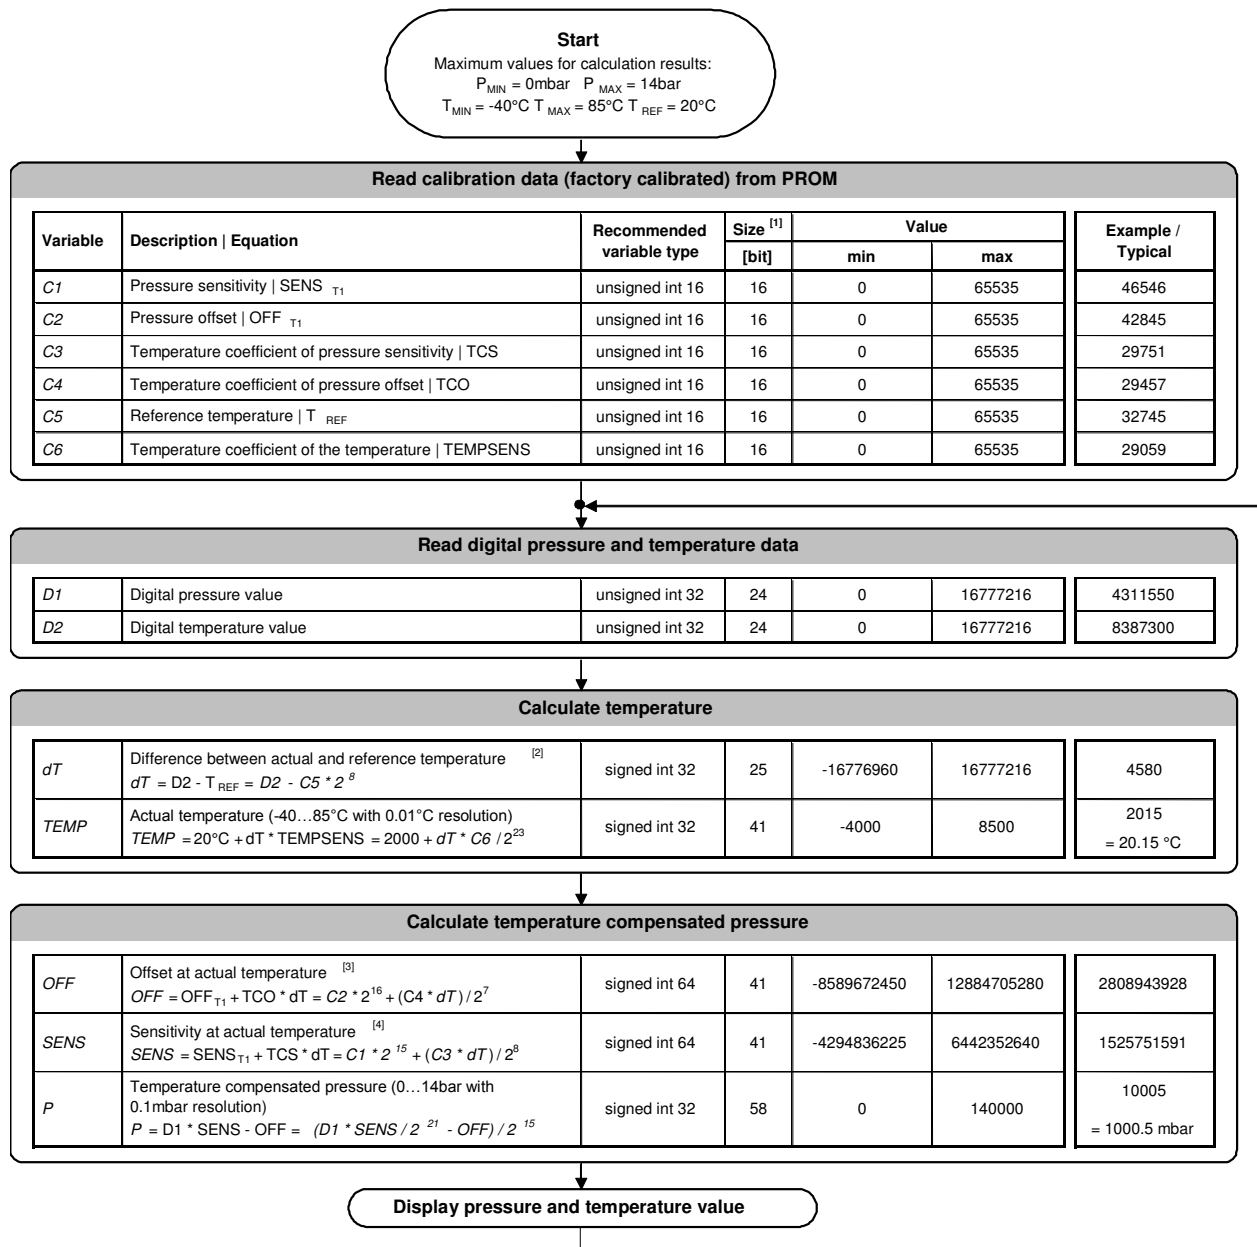 Start
Maximum values for calculation results:
P MIN = 0mbar P MAX = 14bar
T MIN = -40°C T MAX = 85°C T REF = 20°C
Read calibration data (factory calibrated) from PROM
Variable Description | Equation Recommended variable type Size [1] [bit] Value min max Example / Typical
C1 Pressure sensitivity | SENS T1 unsigned int 16 16 0 65535 46546
C2 Pressure offset | OFF T1 unsigned int 16 16 0 65535 42845
C3 Temperature coefficient of pressure sensitivity | TCS unsigned int 16 16 0 65535 29751
C4 Temperature coefficient of pressure offset | TCO unsigned int 16 16 0 65535 29457
C5 Reference temperature | T REF unsigned int 16 16 0 65535 32745
C6 Temperature coefficient of the temperature | TEMPSENS unsigned int 16 16 0 65535 29059
Read digital pressure and temperature data
D1 Digital pressure value unsigned int 32 24 0 16777216 4311550
D2 Digital temperature value unsigned int 32 24 0 16777216 8387300
Calculate temperature
dT Difference between actual and reference temperature [2]
dT = D2 - T REF = D2 - C5 * 2 8 signed int 32 25 -16776960 16777216 4580
TEMP Actual temperature (-40…85°C with 0.01°C resolution)
TEMP = 20°C + dT * TEMPSENS = 2000 + dT * C6 / 2 23 signed int 32 41 -4000 8500 2015
= 20.15 °C
Calculate temperature compensated pressure
OFF Offset at actual temperature [3]
OFF = OFF T1 + TCO * dT = C2 * 2 16 + (C4 * dT ) / 2 7 signed int 64 41 -8589672450 12884705280 2808943928
SENS Sensitivity at actual temperature [4]
SENS = SENS T1 + TCS * dT = C1 * 2 15 + (C3 * dT ) / 2 8 signed int 64 41 -4294836225 6442352640 1525751591
P Temperature compensated pressure (0…14bar with
0.1mbar resolution)
P = D1 * SENS - OFF = (D1 * SENS / 2 21 - OFF) / 2 15 signed int 32 58 0 140000 10005
= 1000.5 mbar
Display pressure and temperature value